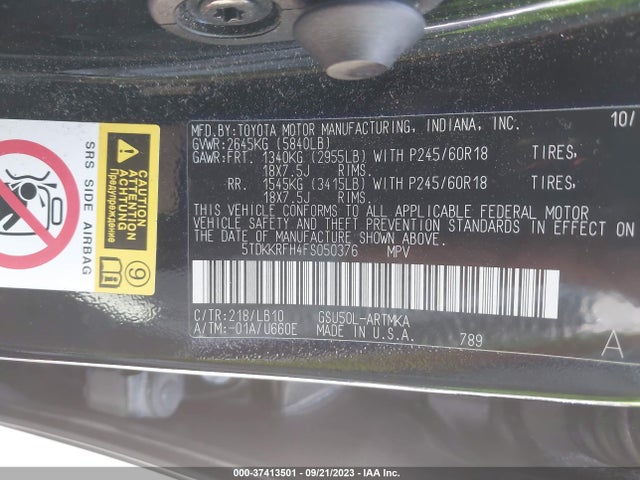 MFD.BY:TOYOTA MOTOR MANUFACTURING, INDIANA, INC. 10/
GVWR:2645KG (5840LB)
GAWR:FRT. 1340KG (2955LB) WITH P245/60R18 TIRES,
18X7.5J RIMS.
RR. 1545KG (3415LB) WITH P245/60R18 TIRES,
18X7.5J RIMS.
THIS VEHICLE CONFORMS TO ALL APPLICABLE FEDERAL MOTOR
VEHICLE SAFETY AND THEFT PREVENTION STANDARDS IN EFFECT
ON THE DATE OF MANUFACTURE SHOWN ABOVE.
5TDKKRFH4FS050376 MPV
C/TR:218/LB10 GSU50L-ARTMKA
A/TM:-01A/U660E MADE IN U.S.A. 789
A
SRS SIDE AIRBAG
CAUTION
ATTENTION
Предупреждение
9
000-37413501 - 09/21/2023 - IAA Inc.